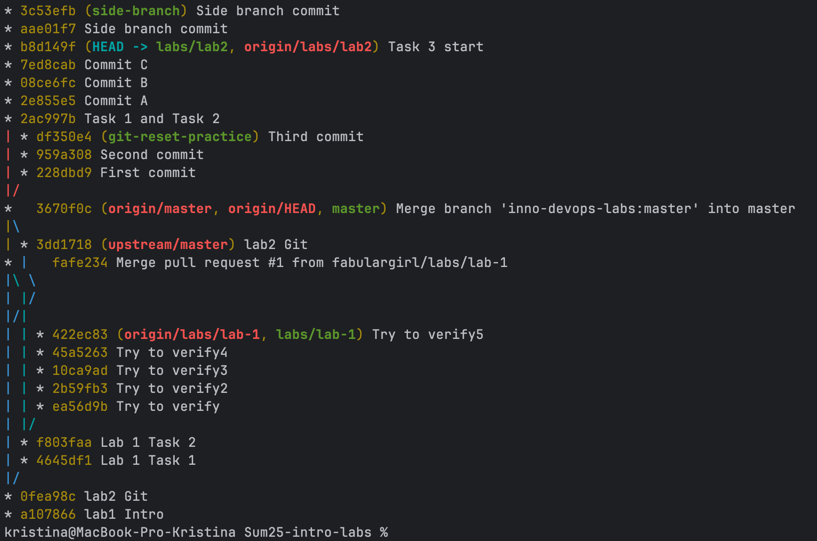 * 3c53efb (side-branch) Side branch commit
* aae01f7 Side branch commit
* b8d149f (HEAD -> labs/lab2, origin/labs/lab2) Task 3 start
* 7ed8cab Commit C
* 08ce6fc Commit B
* 2e855e5 Commit A
* 2ac997b Task 1 and Task 2
| * df350e4 (git-reset-practice) Third commit
| * 959a308 Second commit
| * 228dbd9 First commit
|/
*   3670f0c (origin/master, origin/HEAD, master) Merge branch 'inno-devops-labs:master' into master
|\
| * 3dd1718 (upstream/master) lab2 Git
* |   fafe234 Merge pull request #1 from fabulargirl/labs/lab-1
|\ \
| |/
|/|
| | * 422ec83 (origin/labs/lab-1, labs/lab-1) Try to verify5
| | * 45a5263 Try to verify4
| | * 10ca9ad Try to verify3
| | * 2b59fb3 Try to verify2
| | * ea56d9b Try to verify
| |/
| * f803faa Lab 1 Task 2
| * 4645df1 Lab 1 Task 1
|/
* 0fea98c lab2 Git
* a107866 lab1 Intro
kristina@MacBook-Pro-Kristina Sum25-intro-labs %